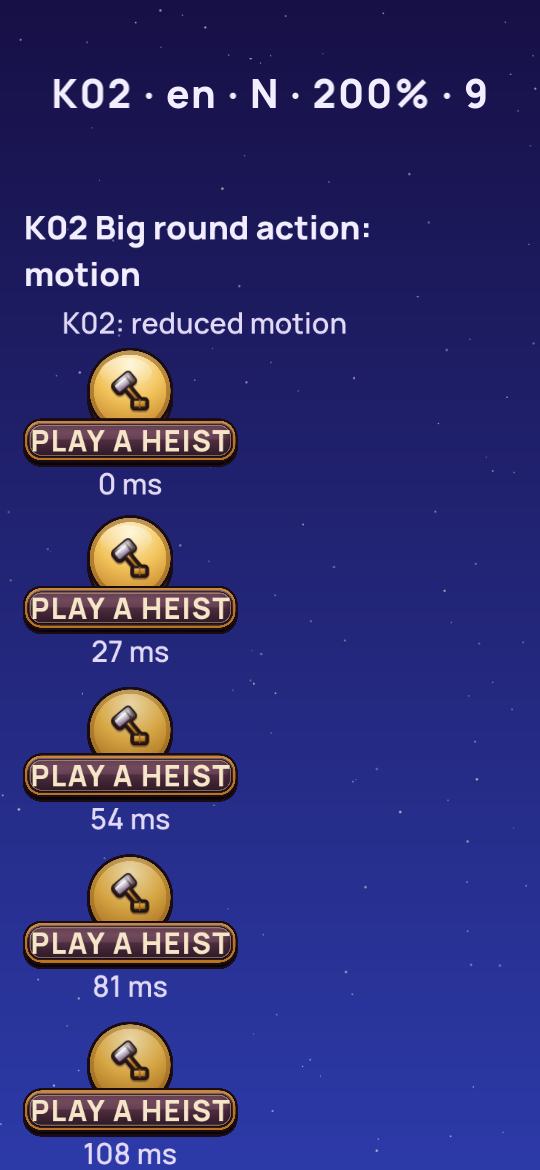 K02 · en · N · 200% · 9
K02 Big round action:
motion
K02: reduced motion
PLAY A HEIST
0 ms
PLAY A HEIST
27 ms
PLAY A HEIST
54 ms
PLAY A HEIST
81 ms
PLAY A HEIST
108 ms